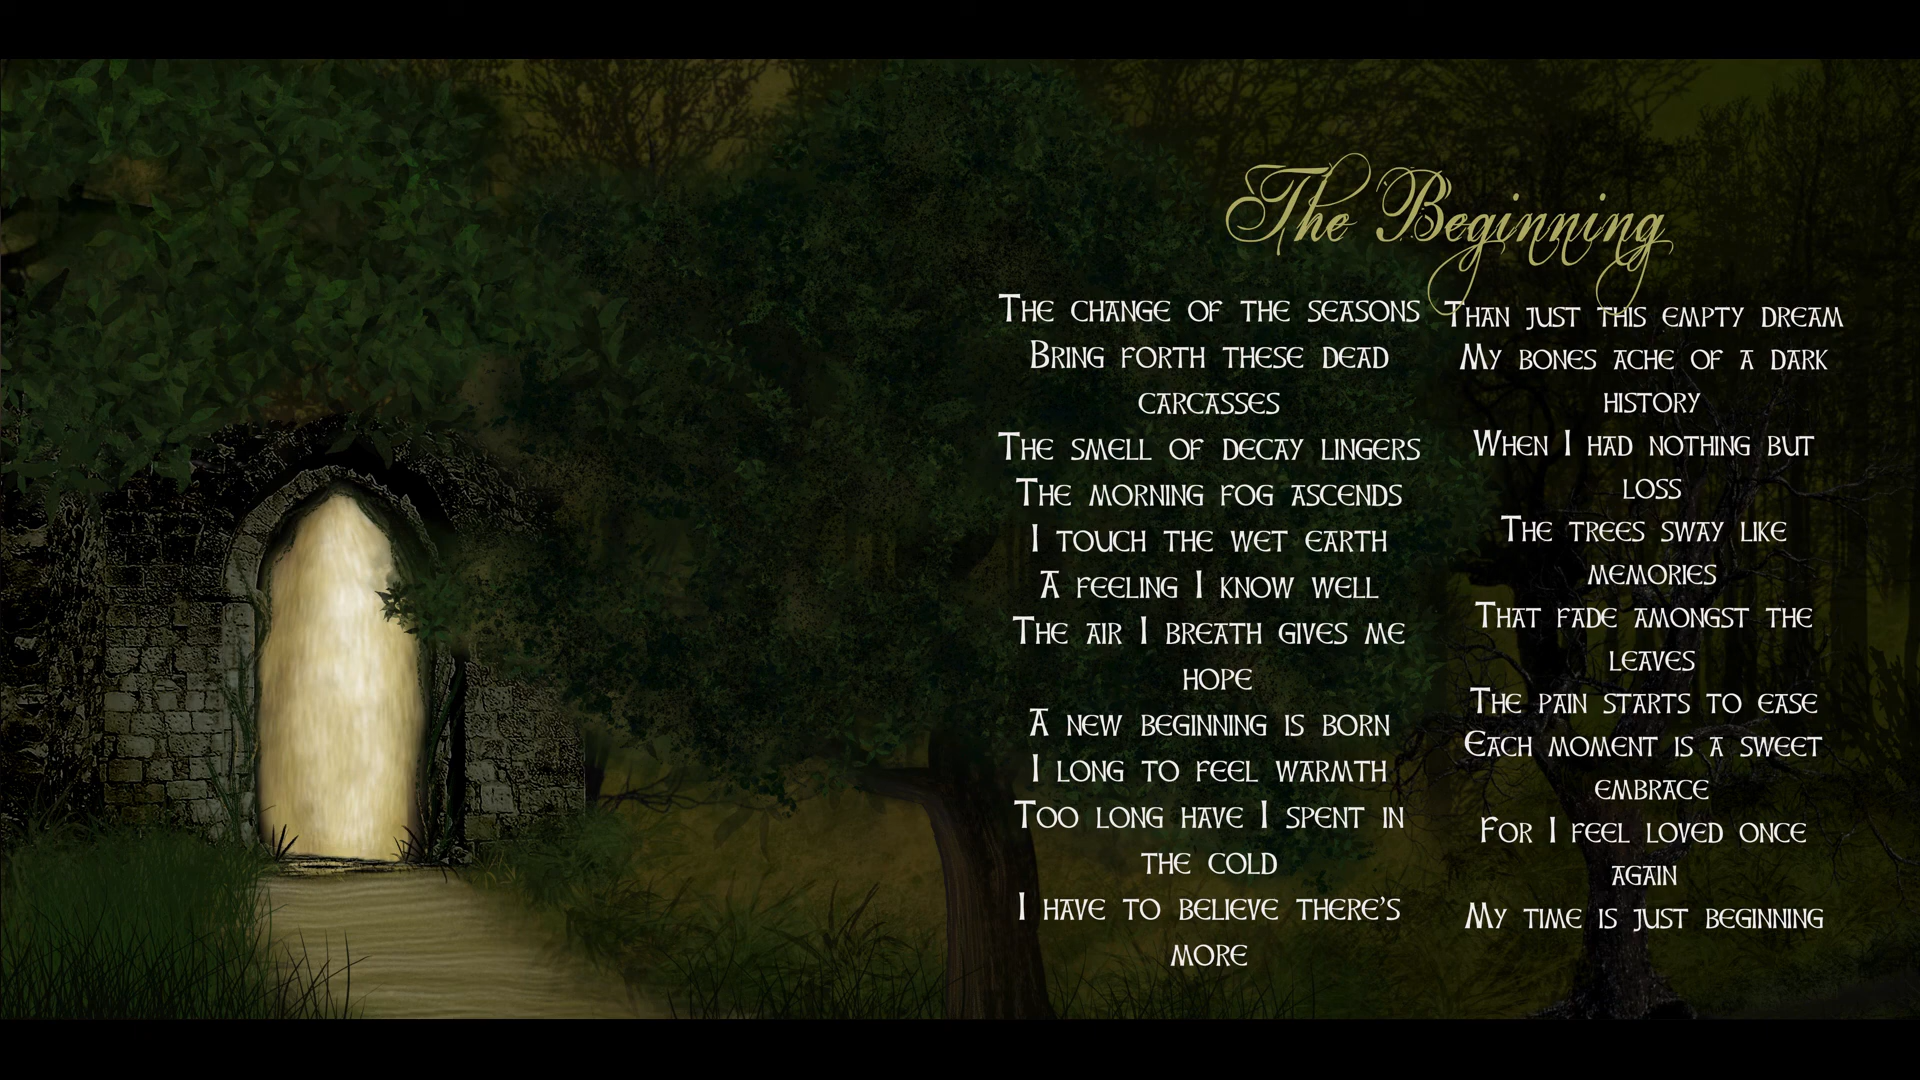 The Beginning
The change of the seasons
Bring forth these dead
carcasses
The smell of decay lingers
The morning fog ascends
I touch the wet earth
A feeling I know well
The air I breath gives me
hope
A new beginning is born
I long to feel warmth
Too long have I spent in
the cold
I have to believe there's
more
Than just this empty dream
My bones ache of a dark
history
When I had nothing but
loss
The trees sway like
memories
That fade amongst the
leaves
The pain starts to ease
Each moment is a sweet
embrace
For I feel loved once
again
My time is just beginning